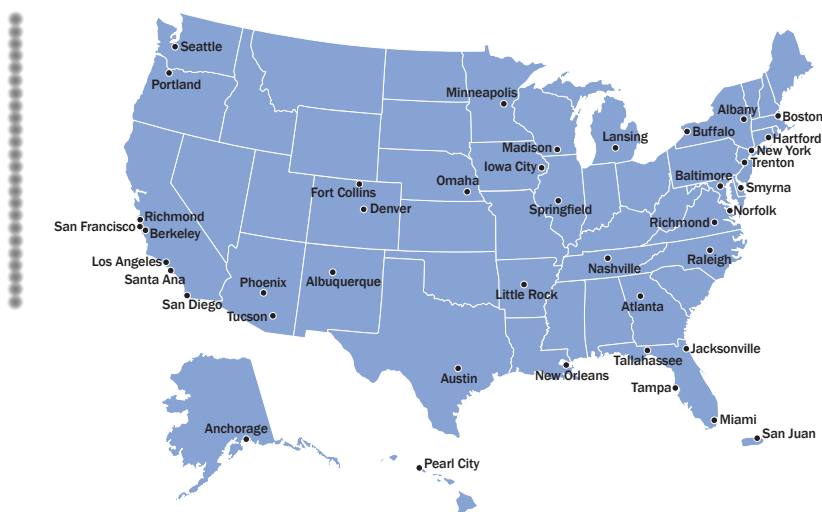 Seattle
Portland
Minneapolis
Albany
Boston
Buffalo
Hartford
Lansing
Madison
New York
Iowa City
Trenton
Baltimore
Omaha
Fort Collins
Smyrna
Denver
Springfield
Norfolk
Richmond
Richmond
San Francisco
Berkeley
Nashville
Raleigh
Los Angeles
Santa Ana
Phoenix
Albuquerque
Little Rock
San Diego
Atlanta
Tucson
Jacksonville
Tallahassee
New Orleans
Austin
Tampa
Miami
Anchorage
San Juan
Pearl City